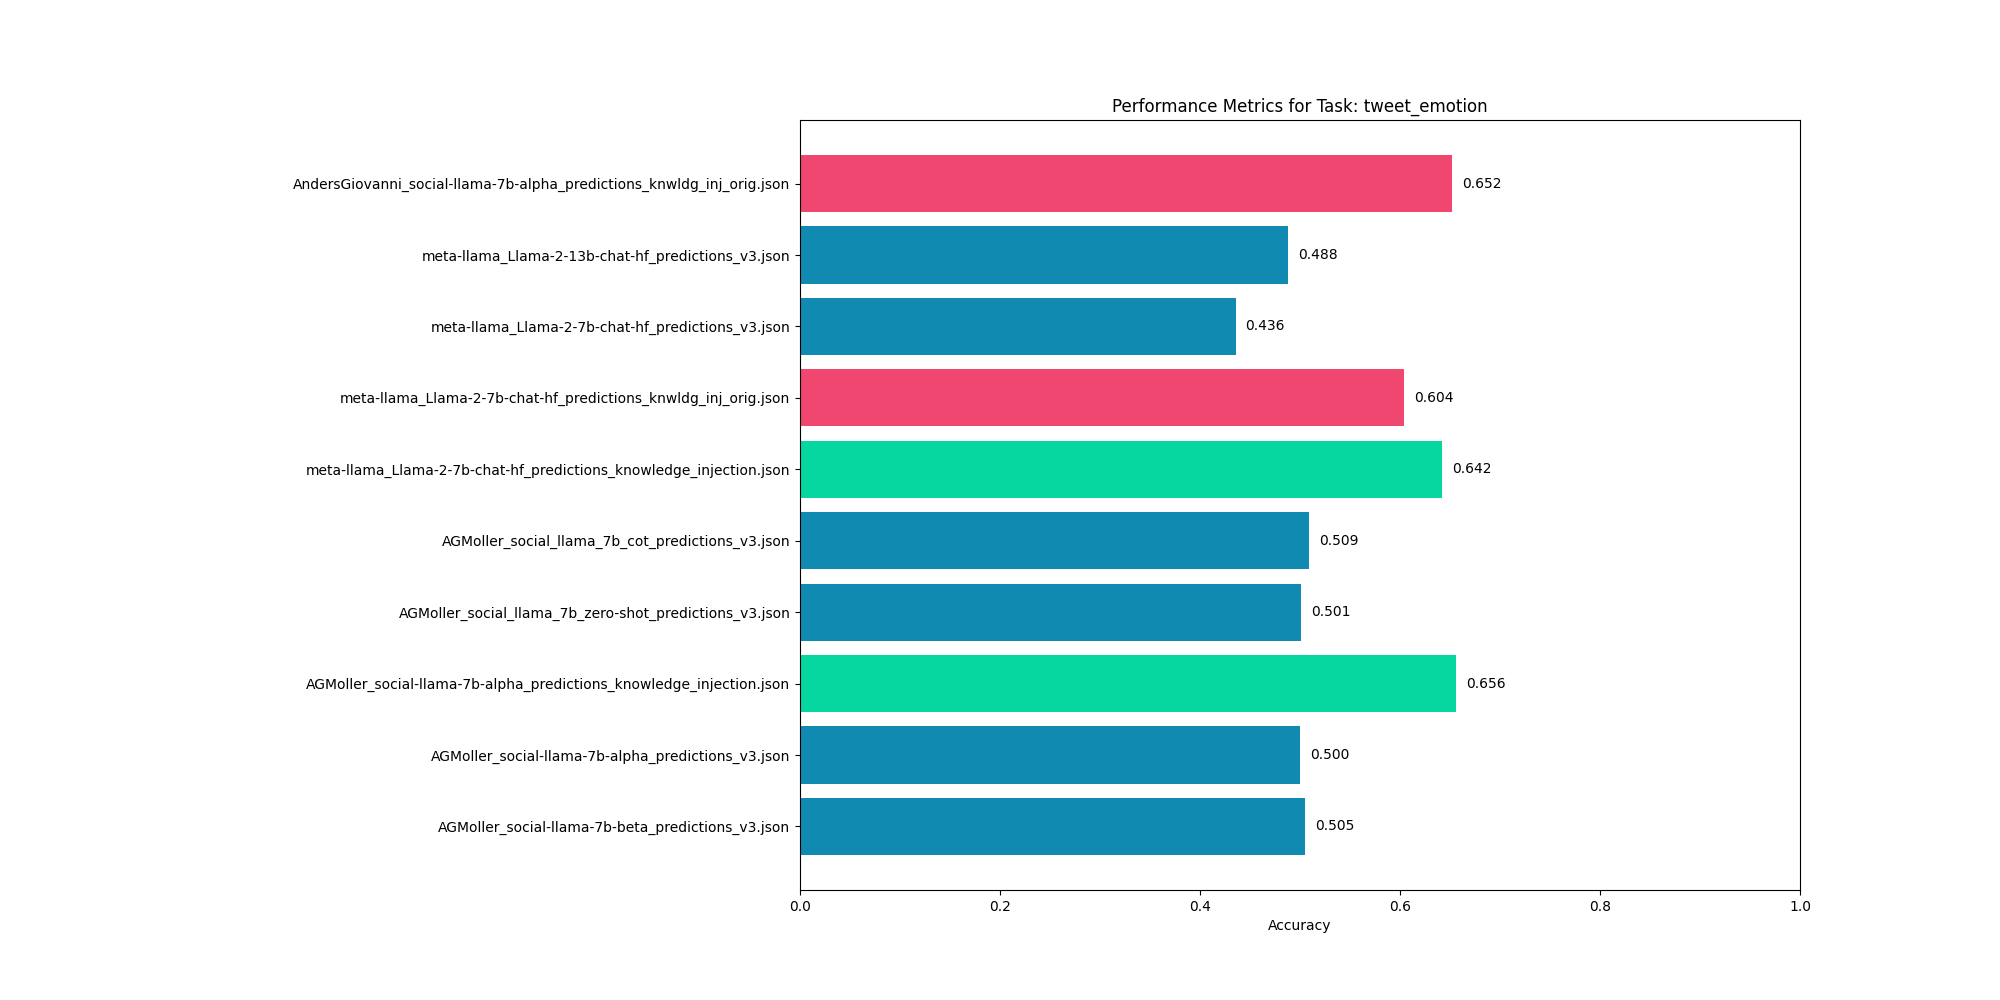 Performance Metrics for Task: tweet_emotion
AndersGiovanni_social-llama-7b-alpha_predictions_knwldg_inj_orig.json 0.652
meta-llama_Llama-2-13b-chat-hf_predictions_v3.json 0.488
meta-llama_Llama-2-7b-chat-hf_predictions_v3.json 0.436
meta-llama_Llama-2-7b-chat-hf_predictions_knwldg_inj_orig.json 0.604
meta-llama_Llama-2-7b-chat-hf_predictions_knowledge_injection.json 0.642
AGMoller_social_llama_7b_cot_predictions_v3.json 0.509
AGMoller_social_llama_7b_zero-shot_predictions_v3.json 0.501
AGMoller_social-llama-7b-alpha_predictions_knowledge_injection.json 0.656
AGMoller_social-llama-7b-alpha_predictions_v3.json 0.500
AGMoller_social-llama-7b-beta_predictions_v3.json 0.505
0.0 0.2 0.4 0.6 0.8 1.0
Accuracy